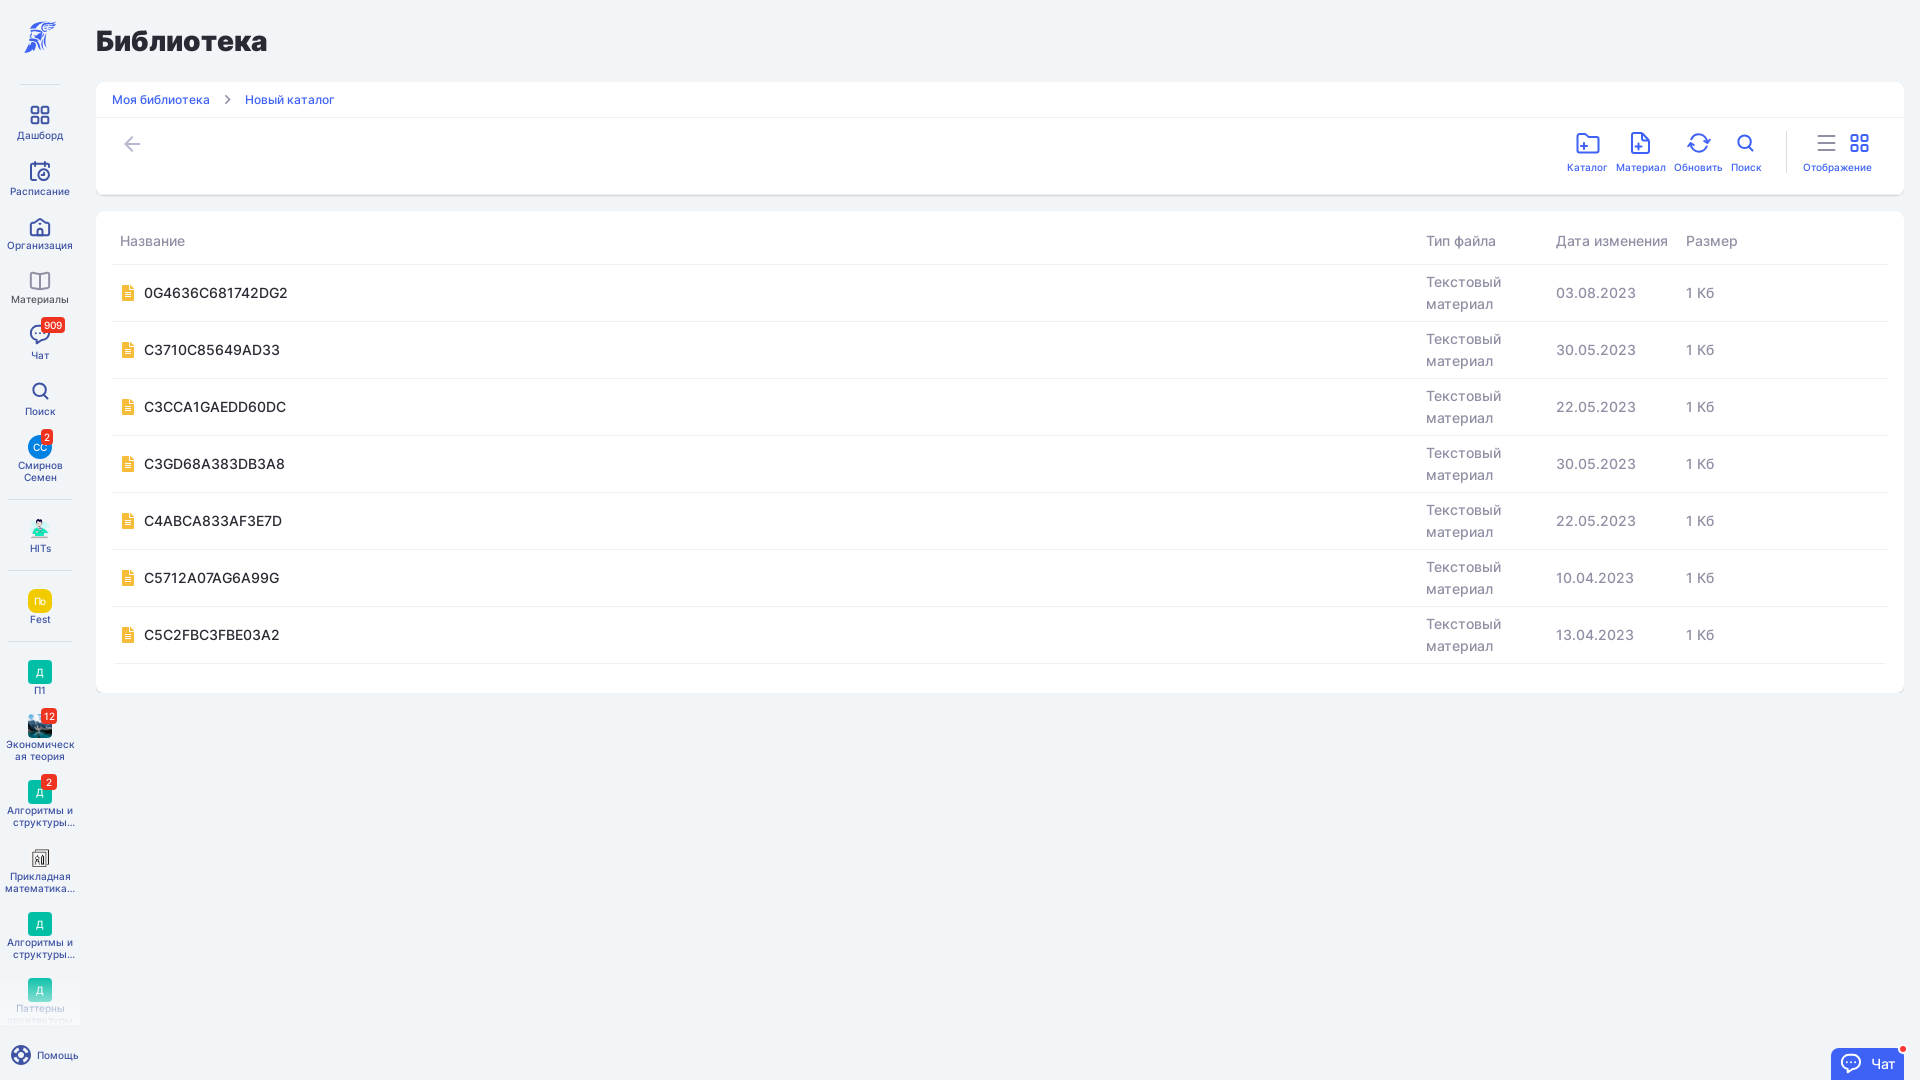 Библиотека
Моя библиотека
Новый каталог
Каталог
Материал
Обновить
Поиск
Отображение
Название
Тип файла
Дата изменения
Размер
0G4636C681742DG2
Текстовый
материал
03.08.2023
1 Кб
C3710C85649AD33
Текстовый
материал
30.05.2023
1 Кб
C3CCA1GAEDD60DC
Текстовый
материал
22.05.2023
1 Кб
C3GD68A383DB3A8
Текстовый
материал
30.05.2023
1 Кб
C4ABCA833AF3E7D
Текстовый
материал
22.05.2023
1 Кб
C5712A07AG6A99G
Текстовый
материал
10.04.2023
1 Кб
C5C2FBC3FBE03A2
Текстовый
материал
13.04.2023
1 Кб
Дашборд
Расписание
Организация
Материалы
909
Чат
Поиск
СС
2
Смирнов
Семен
HITs
По
Fest
Д
П1
12
Экономическ
ая теория
Д
2
Алгоритмы и
структуры...
Прикладная
математика...
Д
Алгоритмы и
структуры...
Д
Паттерны
архитектуры
Помощь
Чат